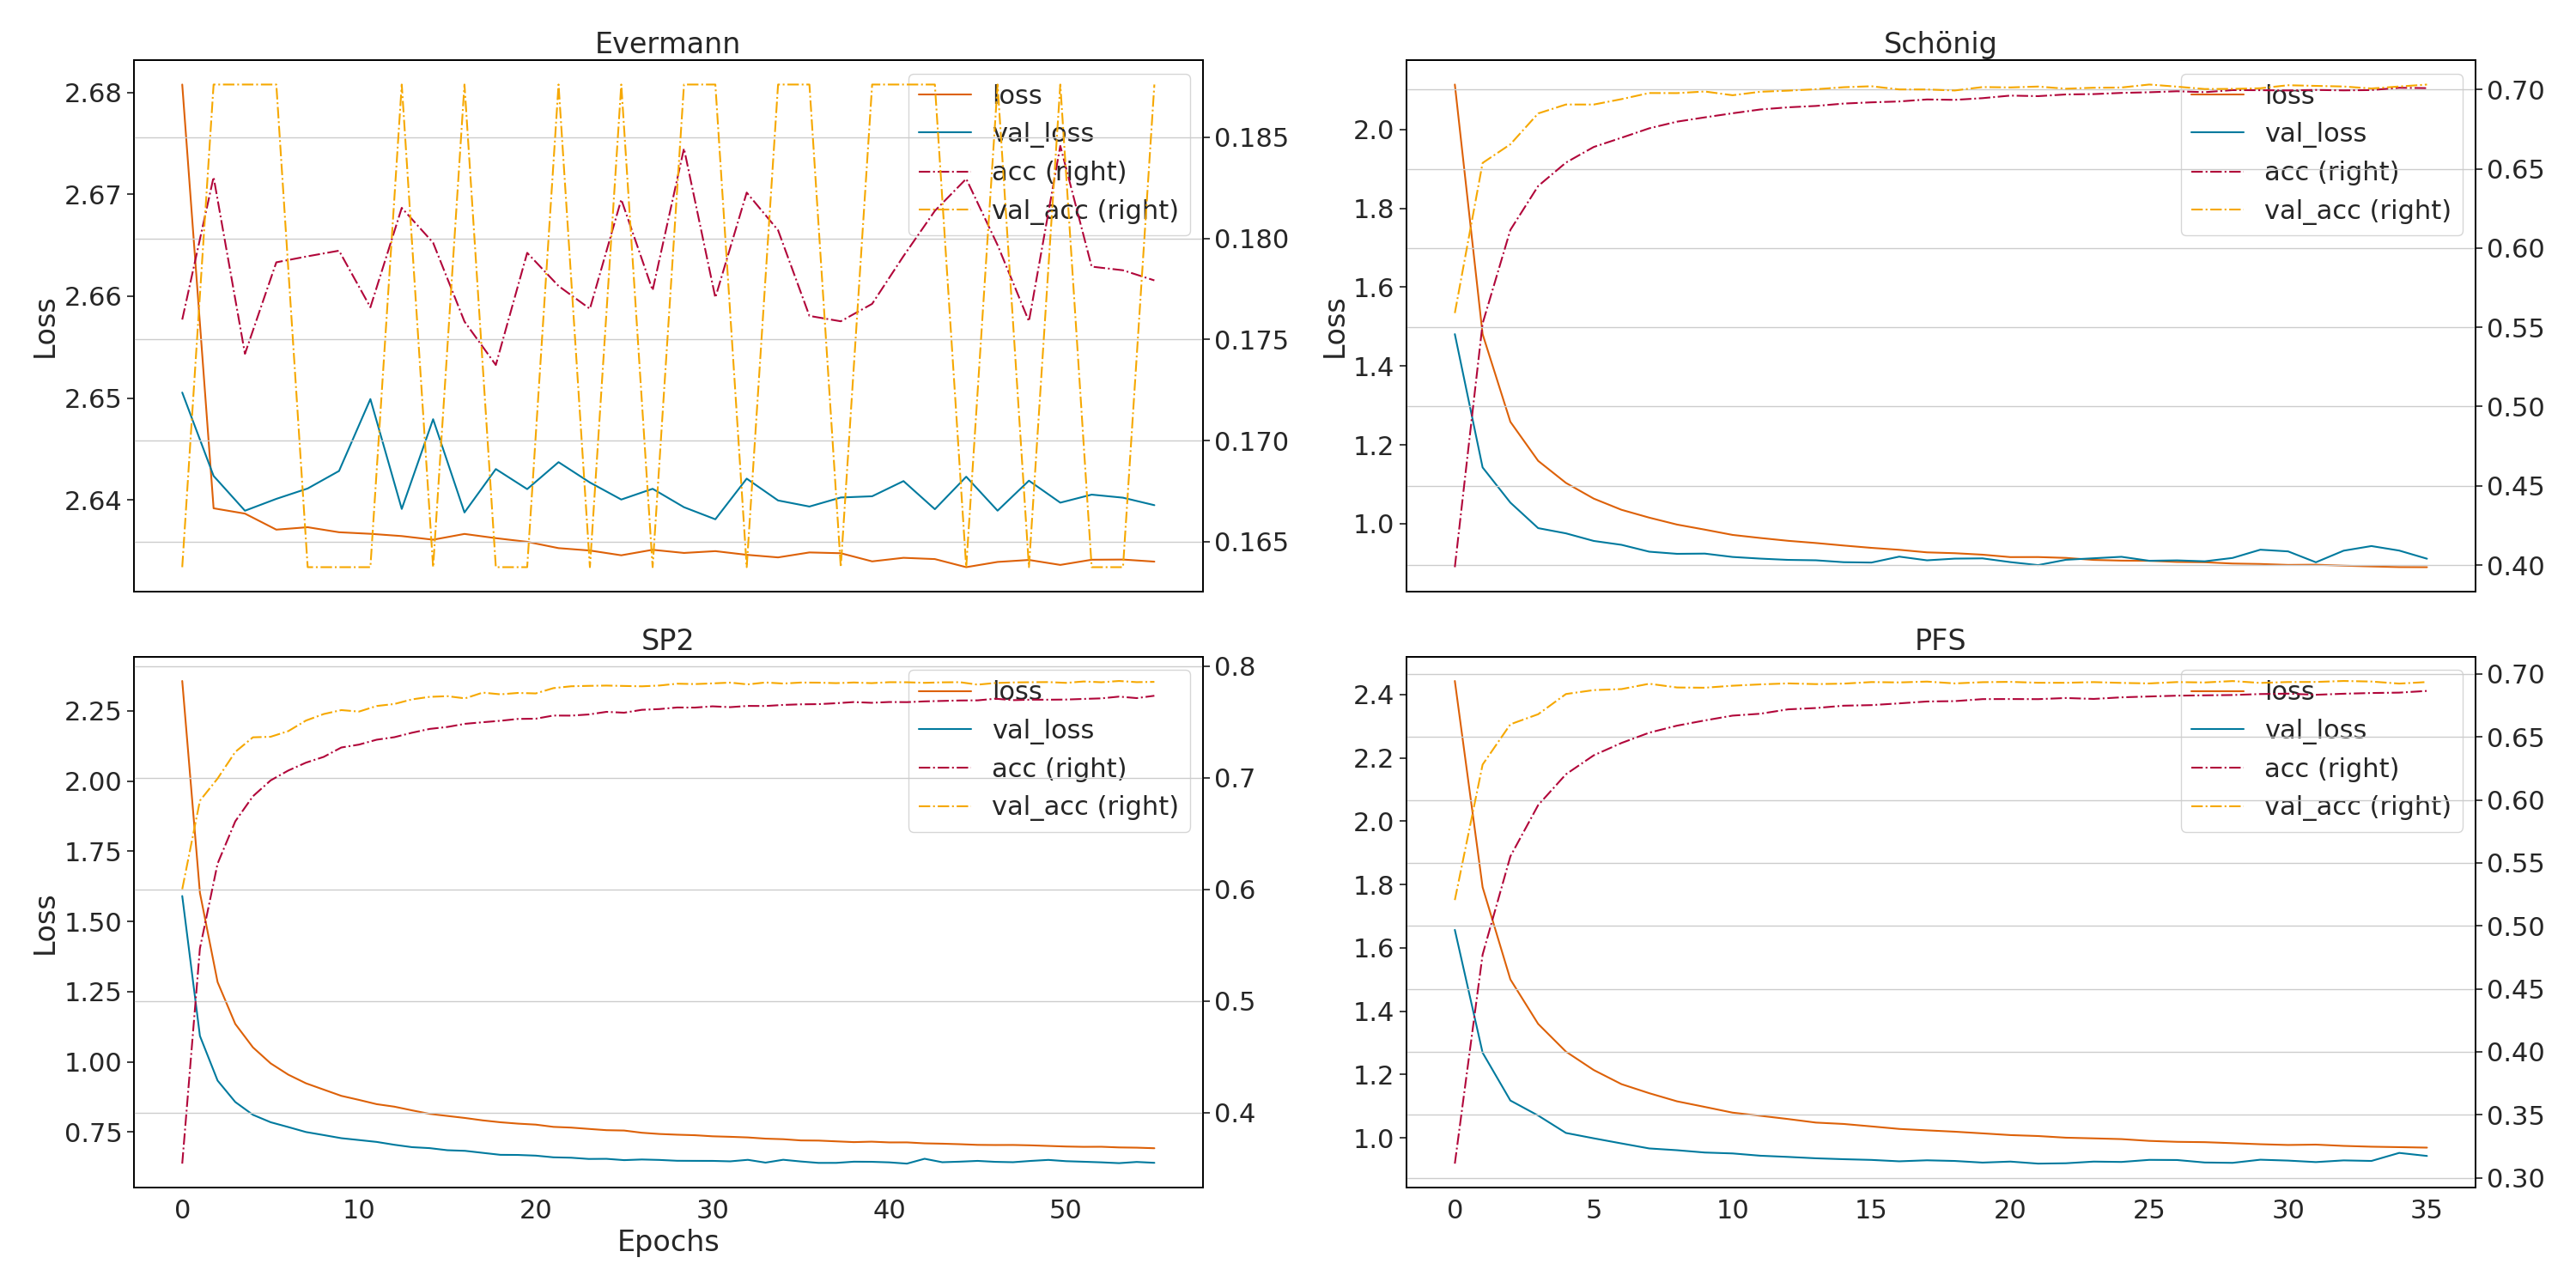 Evermann
2.68
2.67
2.66
2.65
2.64
Loss
0.185
0.180
0.175
0.170
0.165
loss
val_loss
acc (right)
val_acc (right)
Schönig
2.0
1.8
1.6
1.4
1.2
1.0
Loss
0.70
0.65
0.60
0.55
0.50
0.45
0.40
loss
val_loss
acc (right)
val_acc (right)
SP2
2.25
2.00
1.75
1.50
1.25
1.00
0.75
Loss
0.8
0.7
0.6
0.5
0.4
loss
val_loss
acc (right)
val_acc (right)
0 10 20 30 40 50
Epochs
PFS
2.4
2.2
2.0
1.8
1.6
1.4
1.2
1.0
0.70
0.65
0.60
0.55
0.50
0.45
0.40
0.35
0.30
loss
val_loss
acc (right)
val_acc (right)
0 5 10 15 20 25 30 35